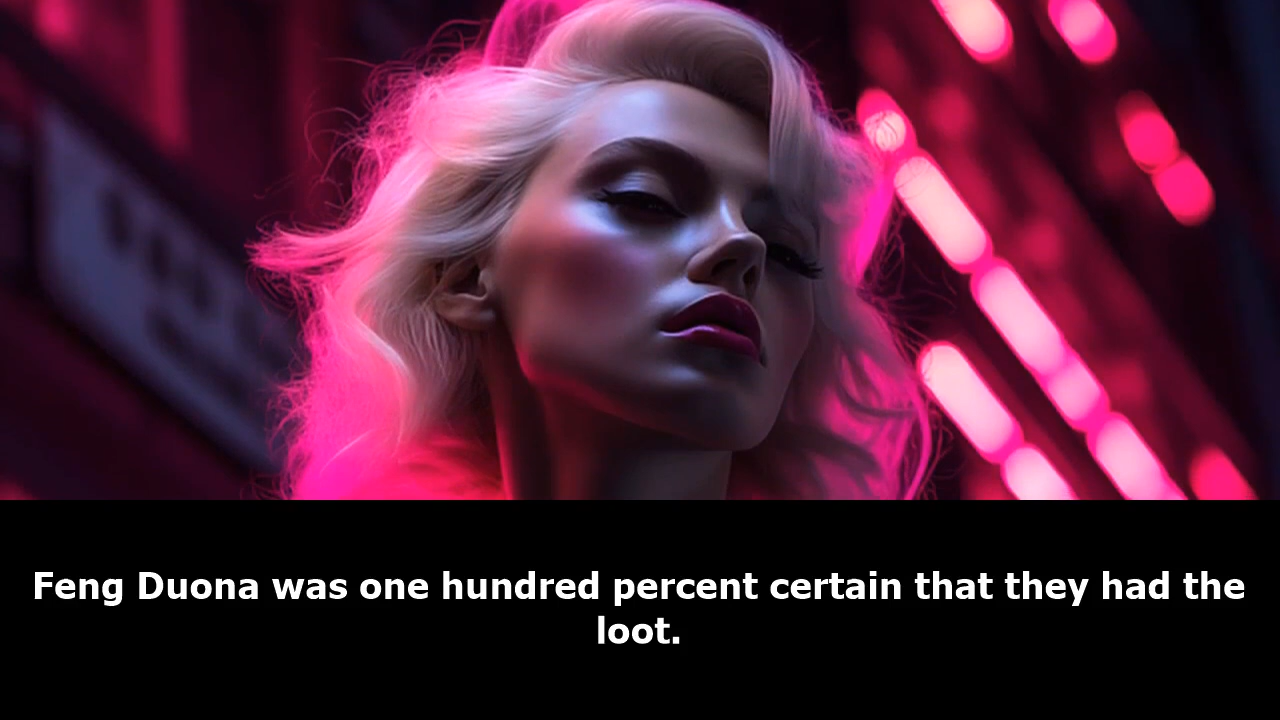 Feng Duona was one hundred percent certain that they had the
loot.